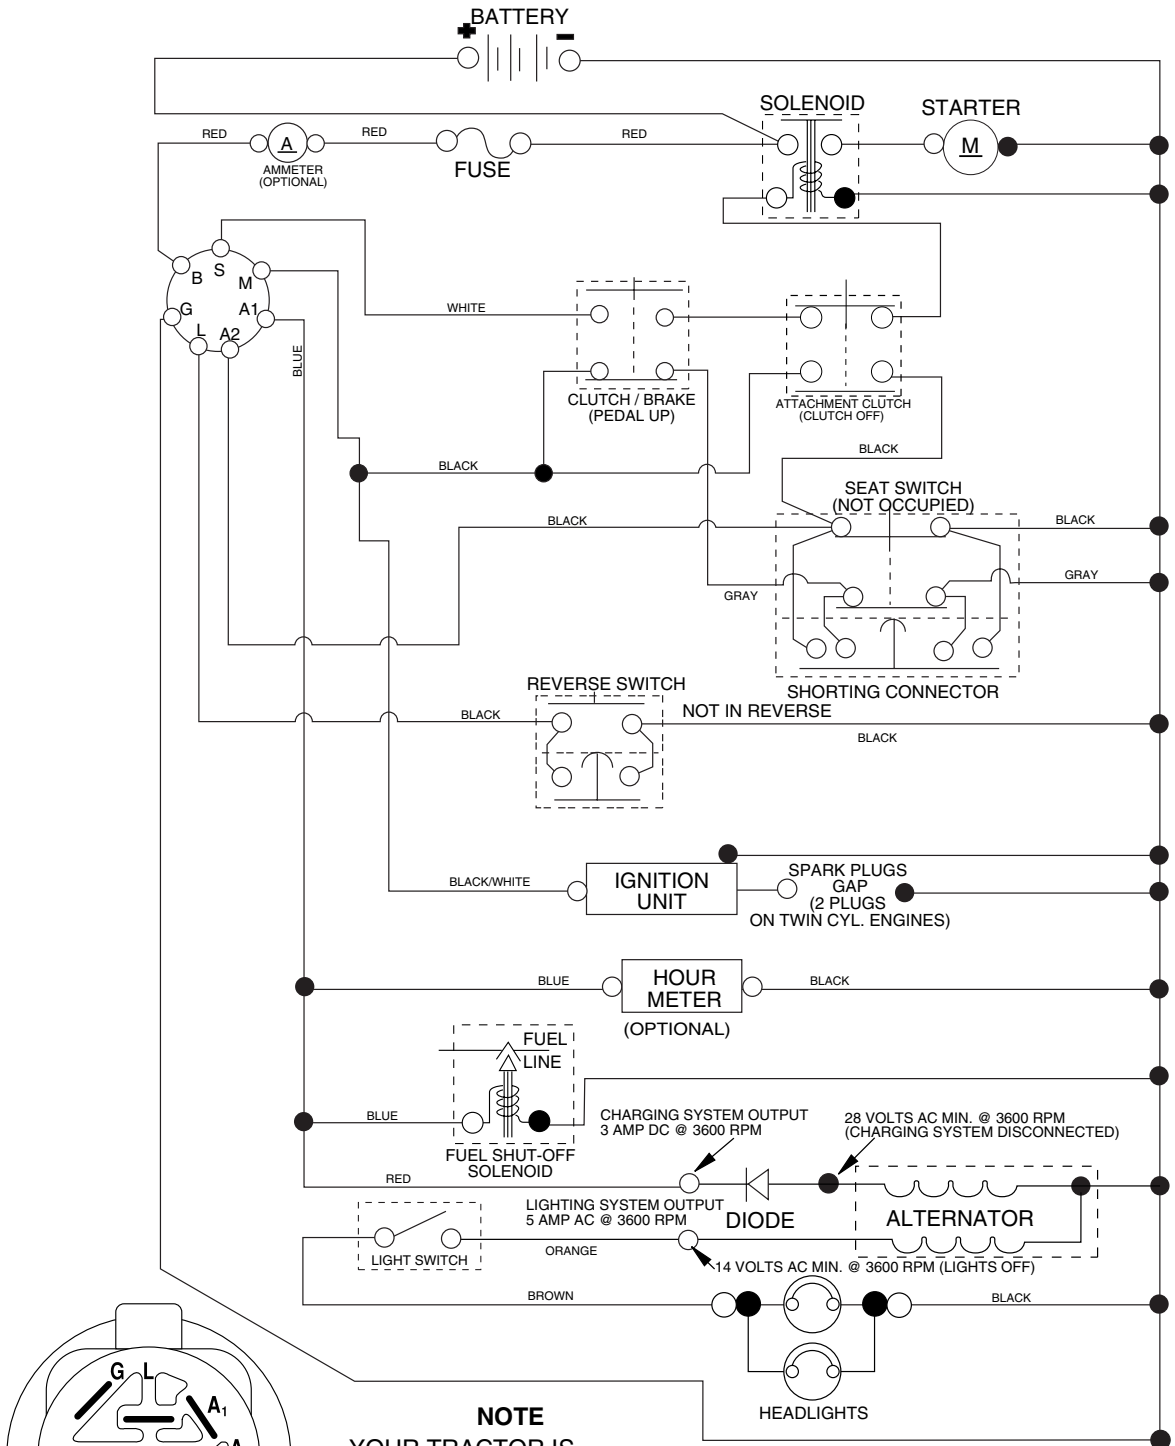 BATTERY
+ -
SOLENOID
STARTER
RED
A
RED
FUSE
RED
M
AMMETER
(OPTIONAL)
B
S
M
G
A1
L
A2
BLUE
WHITE
CLUTCH / BRAKE
(PEDAL UP)
ATTACHMENT CLUTCH
(CLUTCH OFF)
BLACK
BLACK
SEAT SWITCH
(NOT OCCUPIED)
BLACK
BLACK
GRAY
GRAY
SHORTING CONNECTOR
REVERSE SWITCH
BLACK
NOT IN REVERSE
BLACK
BLACK/WHITE
IGNITION
UNIT
SPARK PLUGS
GAP
(2 PLUGS
ON TWIN CYL. ENGINES)
BLUE
HOUR
METER
BLACK
(OPTIONAL)
FUEL
LINE
BLUE
FUEL SHUT-OFF
SOLENOID
CHARGING SYSTEM OUTPUT
3 AMP DC @ 3600 RPM
28 VOLTS AC MIN. @ 3600 RPM
(CHARGING SYSTEM DISCONNECTED)
RED
LIGHTING SYSTEM OUTPUT
5 AMP AC @ 3600 RPM
DIODE
ALTERNATOR
LIGHT SWITCH
ORANGE
14 VOLTS AC MIN. @ 3600 RPM (LIGHTS OFF)
BROWN
BLACK
HEADLIGHTS
G L
A1
NOTE
YOUR TRACTOR IS